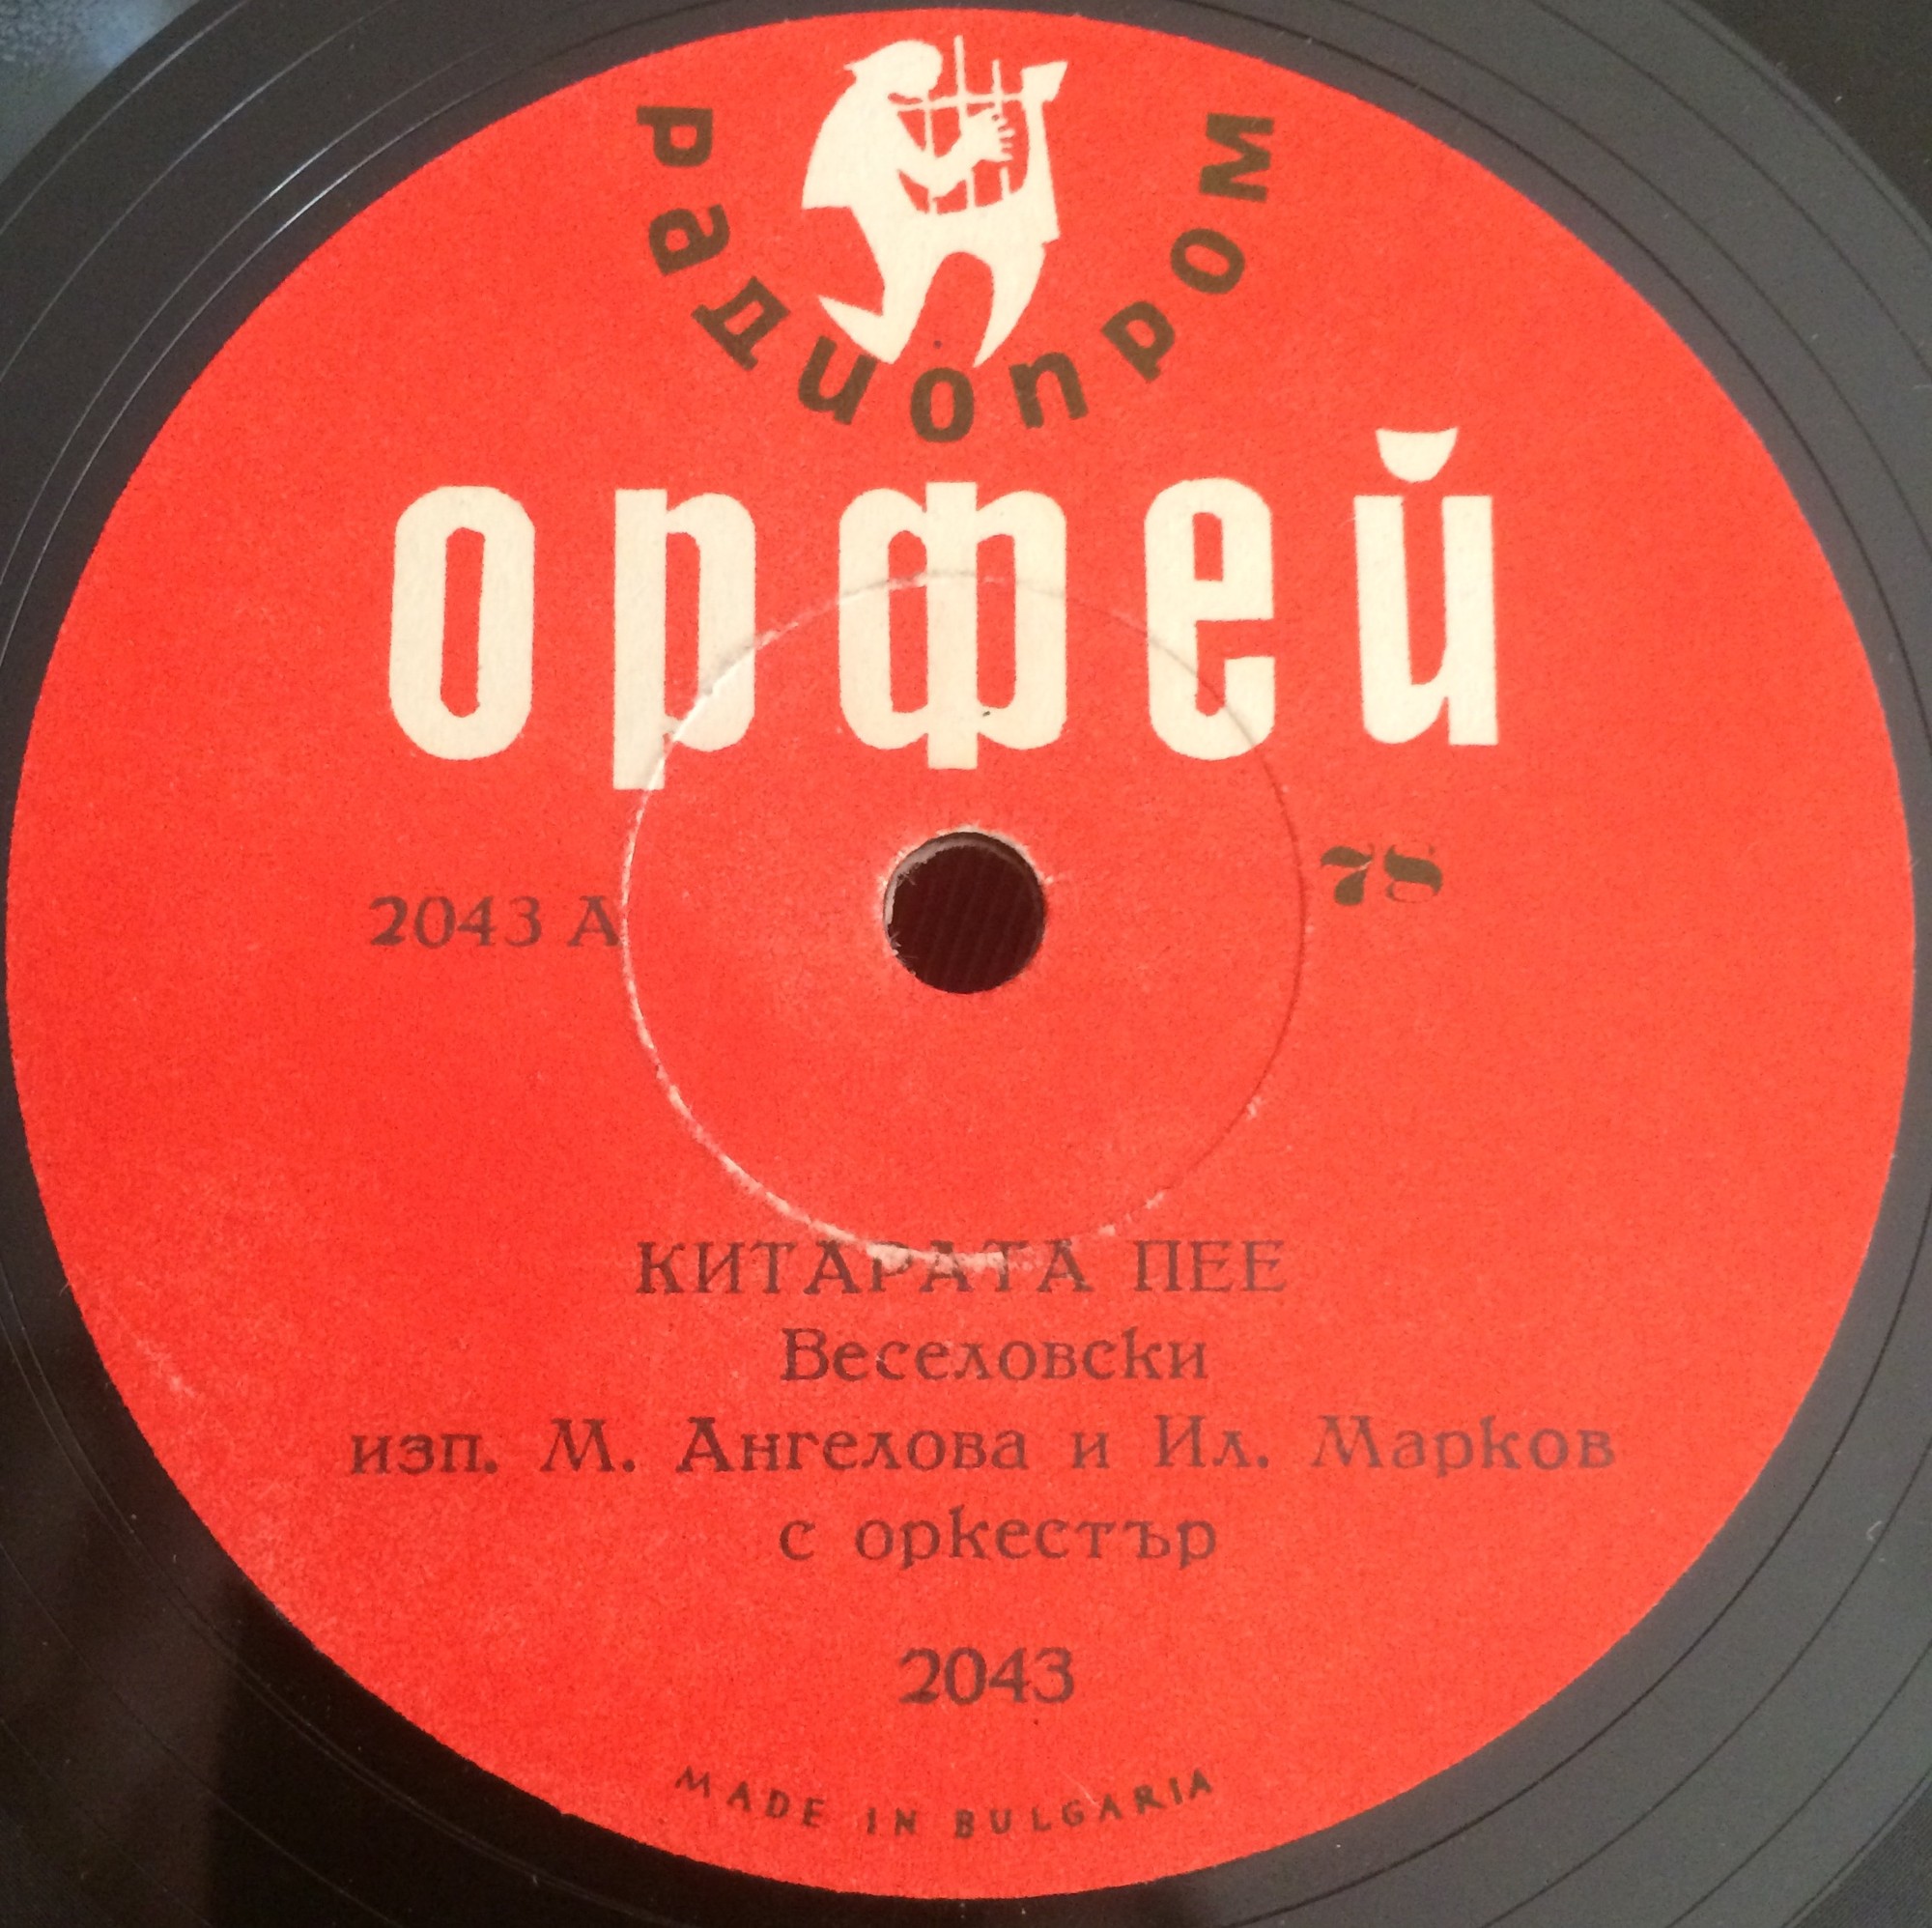 радиопром
орфей
78
2043 А
КИТАРАТА ПЕЕ
Веселовски
изп. М. Ангелова и Ил. Марков
с оркестър
2043
MADE IN BULGARIA